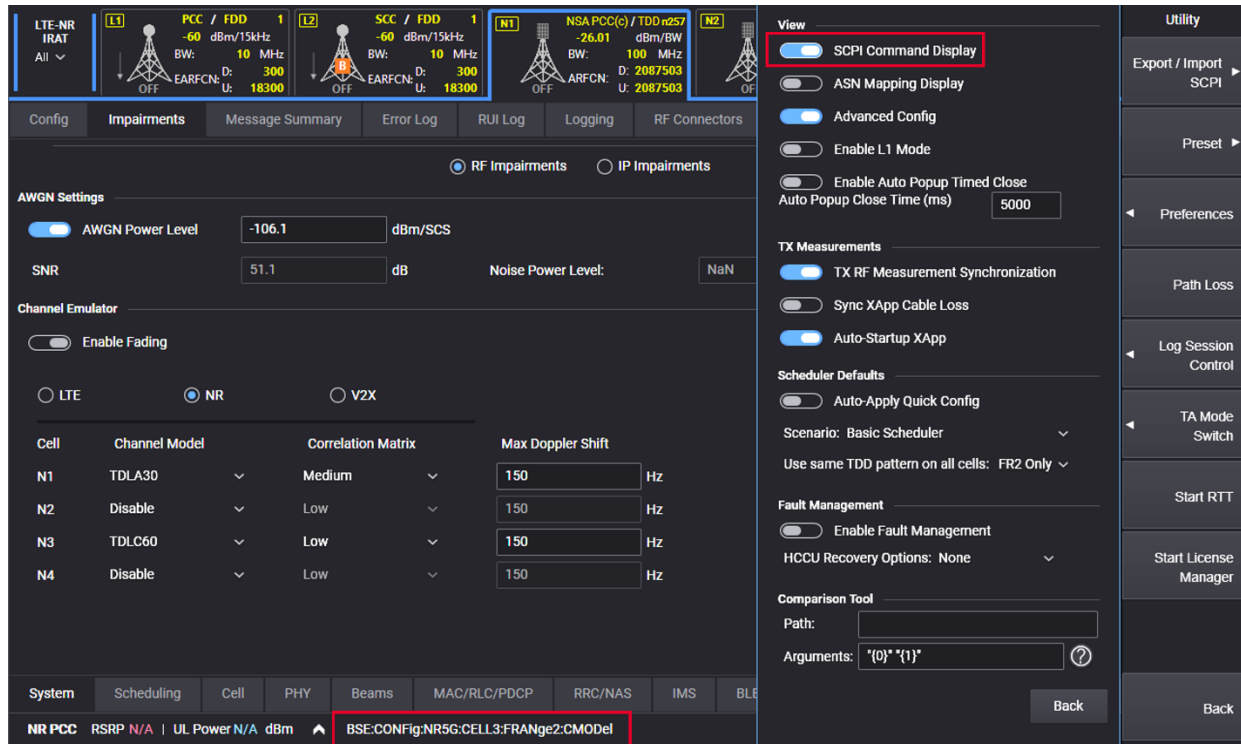 LTE-NR
IRAT
All
L1 PCC / FDD 1
-60 dBm/15kHz
BW: 10 MHz
EARFCN: D: 300
U: 18300
OFF
L2 SCC / FDD 1
-60 dBm/15kHz
BW: 10 MHz
B
EARFCN: D: 300
U: 18300
OFF
N1 NSA PCC(c) / TDD n257
-26.01 dBm/BW
BW: 100 MHz
ARFCN: D: 2087503
U: 2087503
OFF
N2
Config Impairments Message Summary Error Log RUI Log Logging RF Connectors
RF Impairments IP Impairments
AWGN Settings
AWGN Power Level -106.1 dBm/SCS
SNR 51.1 dB Noise Power Level: NaN
Channel Emulator
Enable Fading
LTE NR V2X
Cell Channel Model Correlation Matrix Max Doppler Shift
N1 TDLA30 Medium 150 Hz
N2 Disable Low 150 Hz
N3 TDLC60 Low 150 Hz
N4 Disable Low 150 Hz
System Scheduling Cell PHY Beams MAC/RLC/PDCP RRC/NAS IMS
NR PCC RSRP N/A | UL Power N/A dBm BSE:CONFig:NR5G:CELL3:FRANge2:CMODel
View
SCPI Command Display
ASN Mapping Display
Advanced Config
Enable L1 Mode
Enable Auto Popup Timed Close
Auto Popup Close Time (ms) 5000
TX Measurements
TX RF Measurement Synchronization
Sync XApp Cable Loss
Auto-Startup XApp
Scheduler Defaults
Auto-Apply Quick Config
Scenario: Basic Scheduler
Use same TDD pattern on all cells: FR2 Only
Fault Management
Enable Fault Management
HCCU Recovery Options: None
Comparison Tool
Path:
Arguments: "{0}" "{1}" ?
Back
Utility
Export / Import
SCPI
Preset
Preferences
Path Loss
Log Session
Control
TA Mode
Switch
Start RTT
Start License
Manager
Back